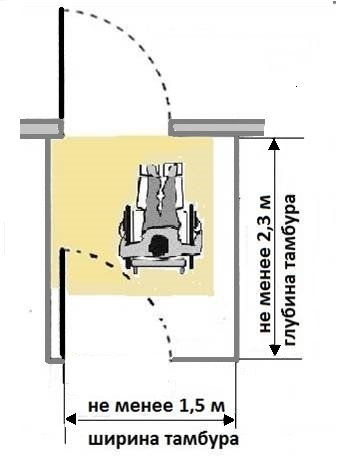 не менее 2,3 м
глубина тамбура
не менее 1,5 м
ширина тамбура